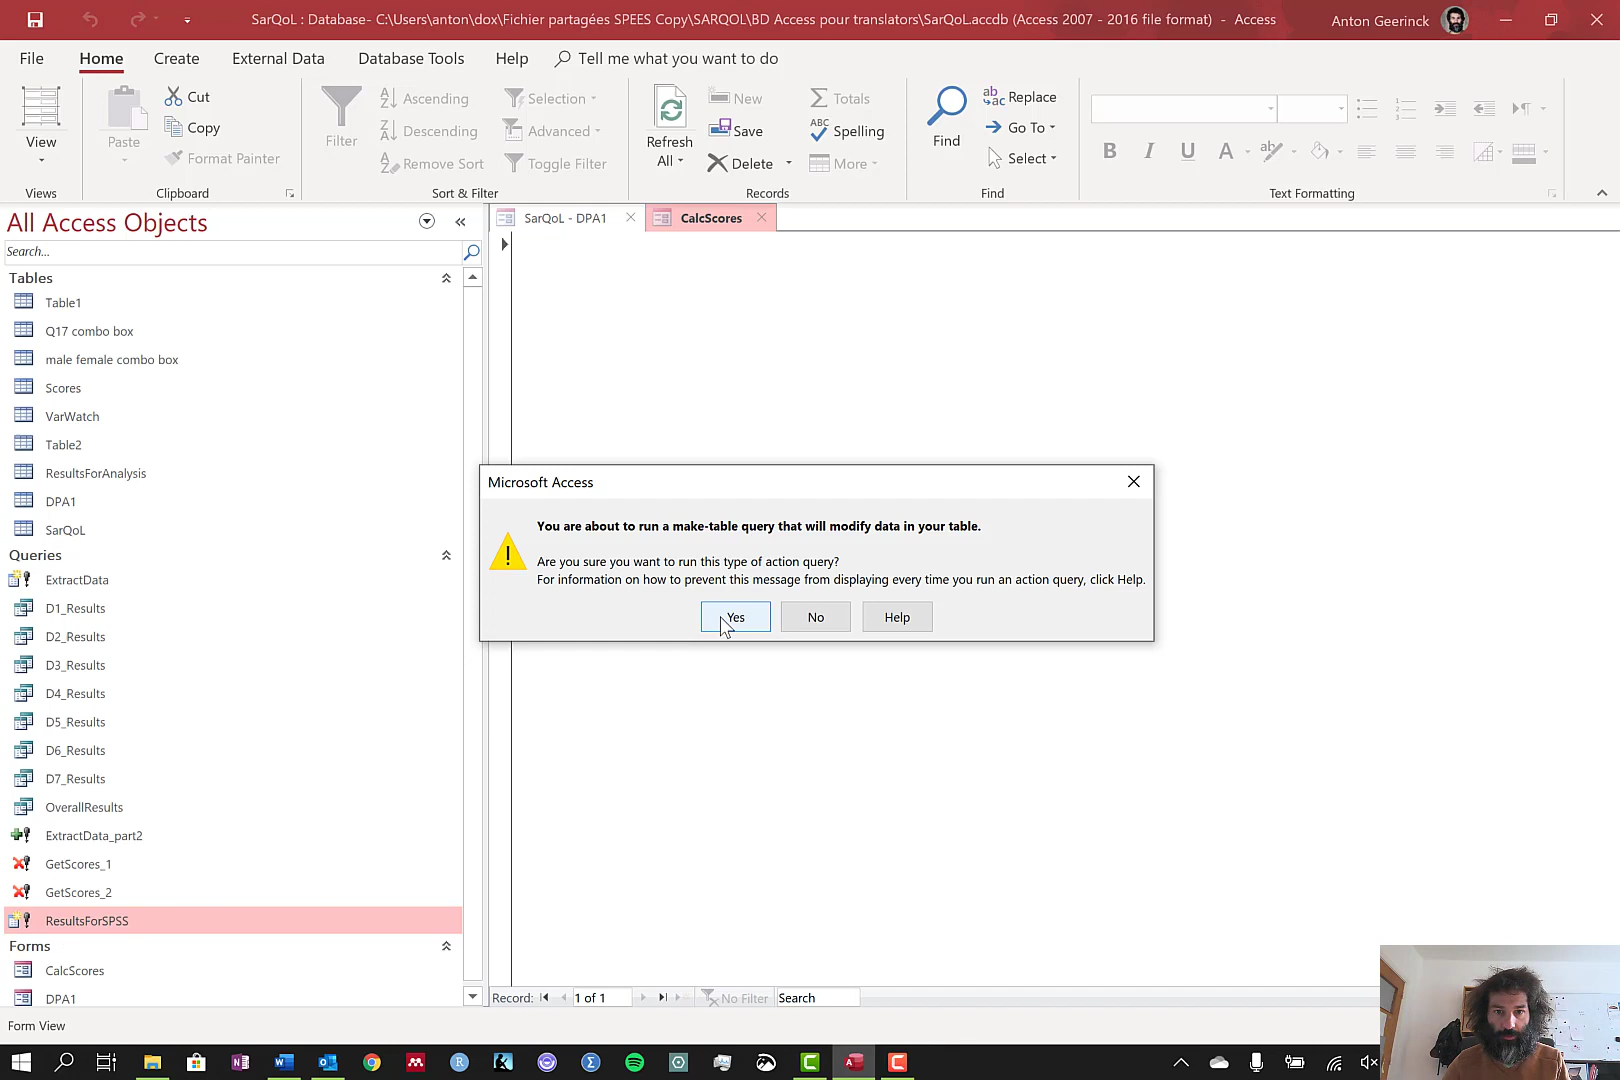 SarQoL : Database- C:\Users\anton\dox\Fichier partagées SPEES Copy\SARQOL\BD Access pour translators\SarQoL.accdb (Access 2007 - 2016 file format) - Access
Anton Geerinck
File Home Create External Data Database Tools Help Tell me what you want to do
View
Views
Paste
Cut
Copy
Format Painter
Clipboard
Filter
Ascending
Descending
Remove Sort
Selection
Advanced
Toggle Filter
Sort & Filter
Refresh
All
New
Save
Delete
Totals
ABC
Spelling
More
Records
Find
ab
ac
Replace
Go To
Select
Find
B I U A ab
Text Formatting
All Access Objects
Search...
Tables
Table1
Q17 combo box
male female combo box
Scores
VarWatch
Table2
ResultsForAnalysis
DPA1
SarQoL
Queries
ExtractData
D1_Results
D2_Results
D3_Results
D4_Results
D5_Results
D6_Results
D7_Results
OverallResults
ExtractData_part2
GetScores_1
GetScores_2
ResultsForSPSS
Forms
CalcScores
DPA1
SarQoL - DPA1
CalcScores
Microsoft Access
You are about to run a make-table query that will modify data in your table.
Are you sure you want to run this type of action query?
For information on how to prevent this message from displaying every time you run an action query, click Help.
Yes No Help
Record: 1 of 1 No Filter Search
Form View